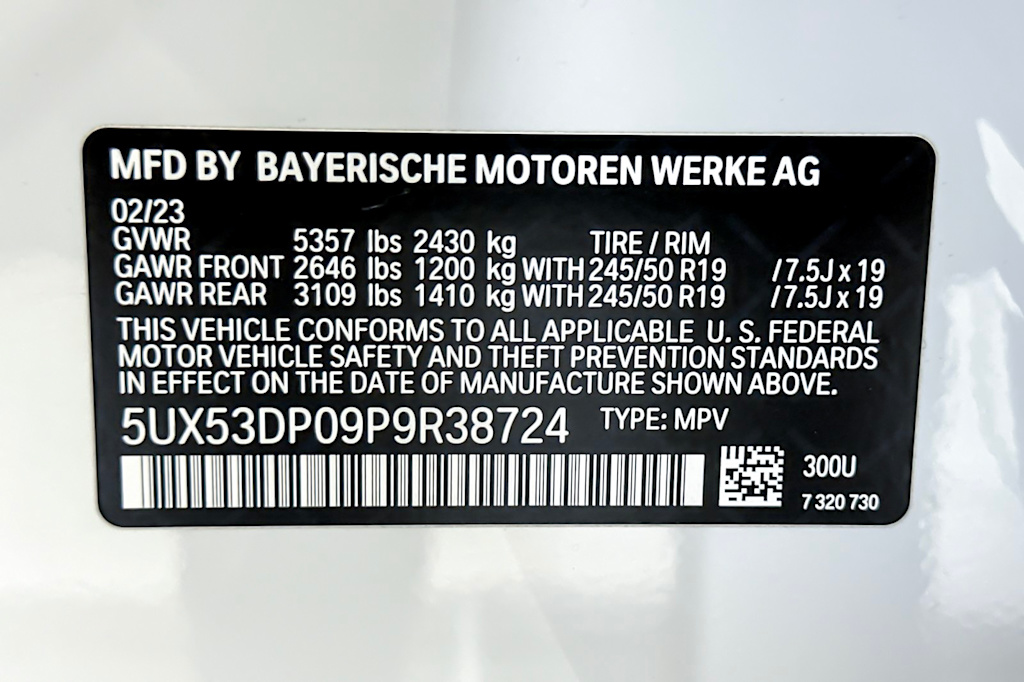 MFD BY BAYERISCHE MOTOREN WERKE AG
02/23
GVWR 5357 lbs 2430 kg TIRE / RIM
GAWR FRONT 2646 lbs 1200 kg WITH 245/50 R19 /7.5J x 19
GAWR REAR 3109 lbs 1410 kg WITH 245/50 R19 /7.5J x 19
THIS VEHICLE CONFORMS TO ALL APPLICABLE U. S. FEDERAL
MOTOR VEHICLE SAFETY AND THEFT PREVENTION STANDARDS
IN EFFECT ON THE DATE OF MANUFACTURE SHOWN ABOVE.
5UX53DP09P9R38724 TYPE: MPV
300U
7 320 730